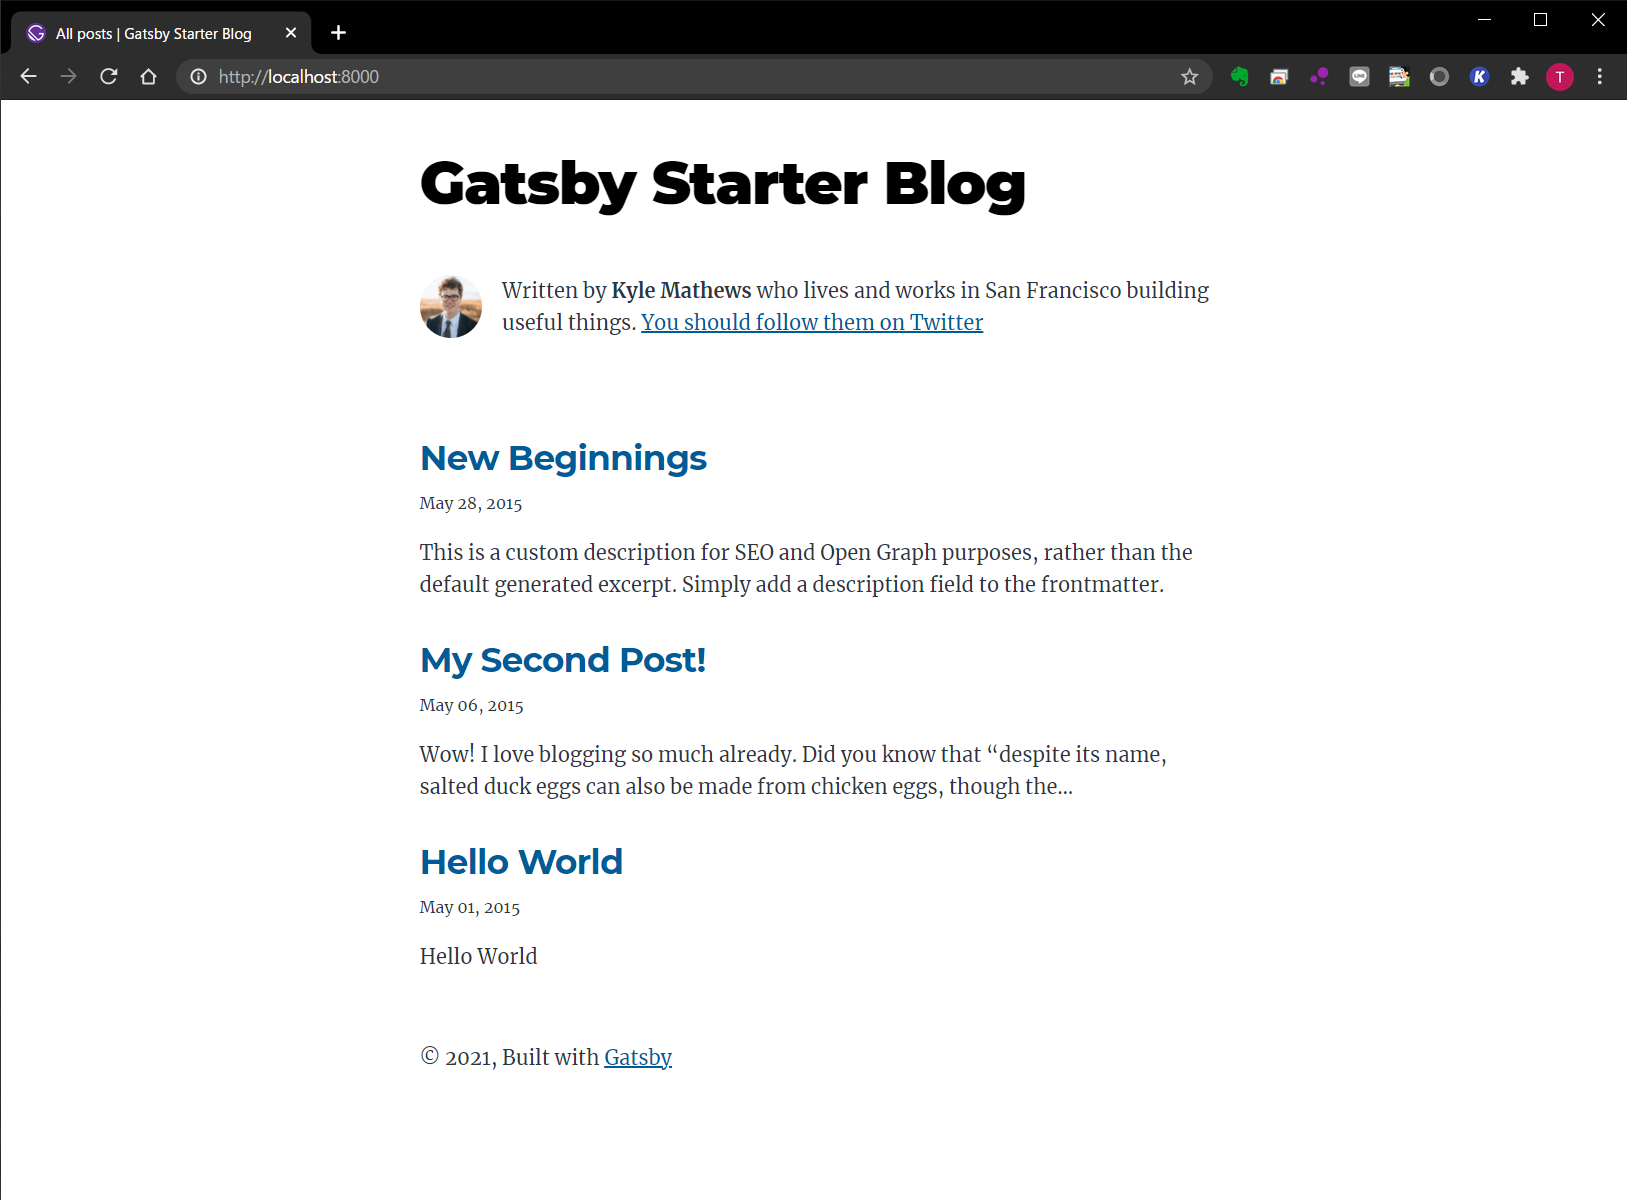 All posts | Gatsby Starter Blog
http://localhost:8000
T
Gatsby Starter Blog
Written by Kyle Mathews who lives and works in San Francisco building
useful things. You should follow them on Twitter
New Beginnings
May 28, 2015
This is a custom description for SEO and Open Graph purposes, rather than the
default generated excerpt. Simply add a description field to the frontmatter.
My Second Post!
May 06, 2015
Wow! I love blogging so much already. Did you know that “despite its name,
salted duck eggs can also be made from chicken eggs, though the…
Hello World
May 01, 2015
Hello World
© 2021, Built with Gatsby